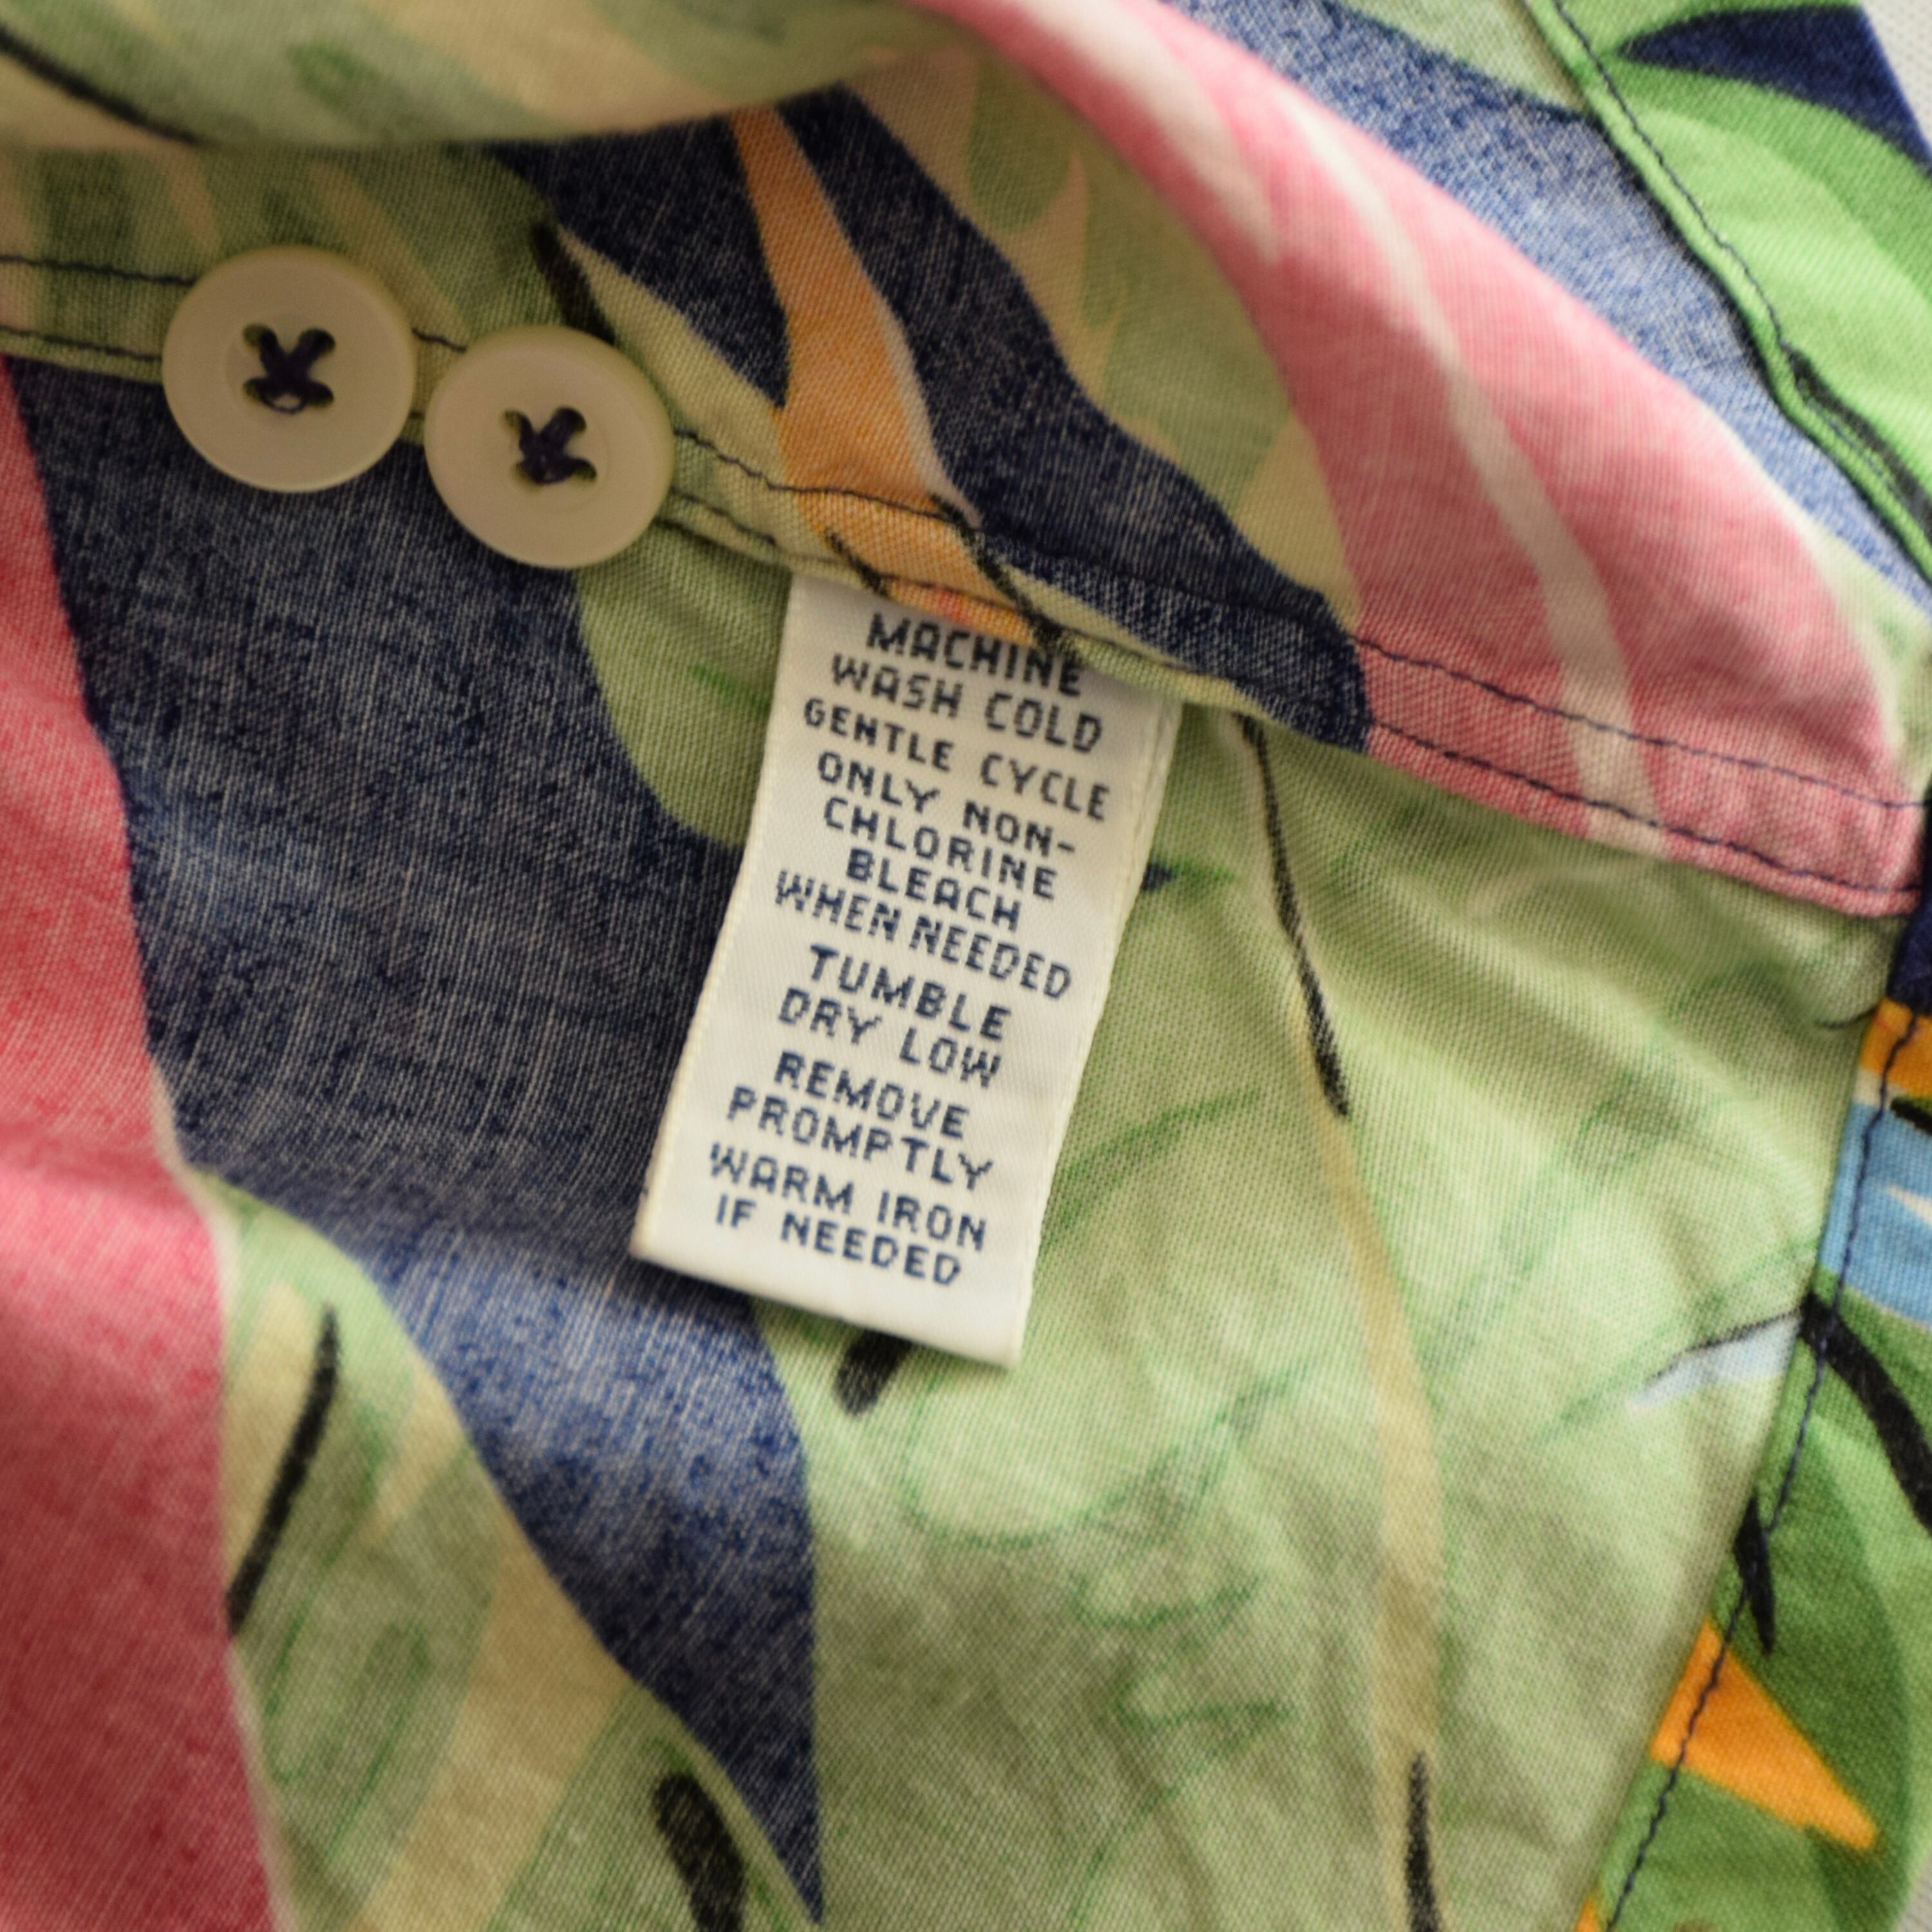 MACHINE
WASH COLD
GENTLE CYCLE
ONLY NON-
CHLORINE
BLEACH
WHEN NEEDED
TUMBLE
DRY LOW
REMOVE
PROMPTLY
WARM IRON
IF NEEDED